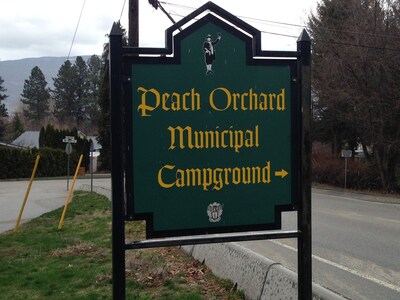 Peach Orchard
Municipal
Campground →